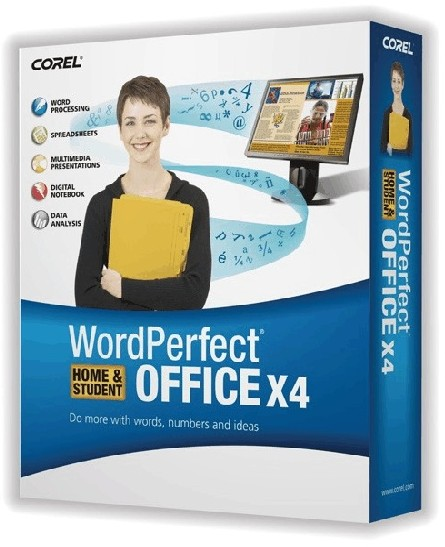 COREL®
WORD
PROCESSING
SPREADSHEETS
MULTIMEDIA
PRESENTATIONS
DIGITAL
NOTEBOOK
DATA
ANALYSIS
WordPerfect®
HOME &
STUDENT
OFFICE X4
Do more with words, numbers and ideas
WordPerfect®
HOME &
STUDENT
OFFICE X4
www.corel.com